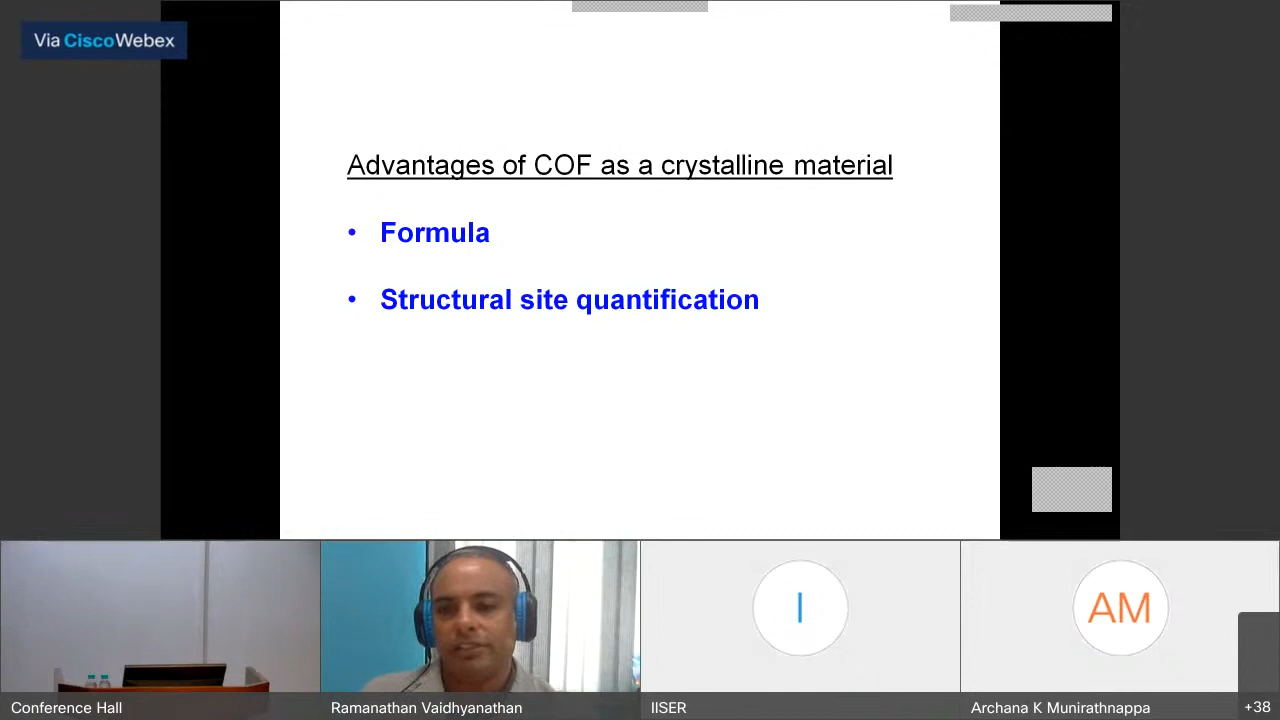 Via CiscoWebex
Advantages of COF as a crystalline material
• Formula
• Structural site quantification
I
AM
Conference Hall
Ramanathan Vaidhyanathan
IISER
Archana K Munirathnappa
+38